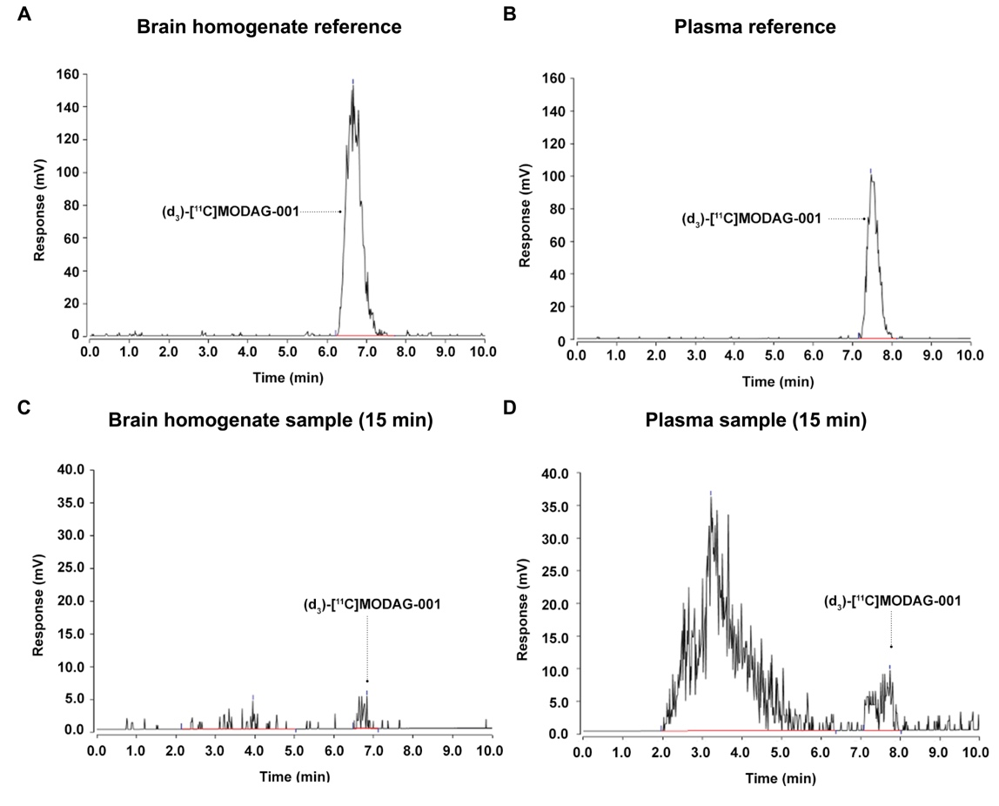 A
Brain homogenate reference
160
140
120
100
80
60
40
20
0
Response (mV)
(d₃)-[¹¹C]MODAG-001
0.0 1.0 2.0 3.0 4.0 5.0 6.0 7.0 8.0 9.0 10.0
Time (min)
B
Plasma reference
160
140
120
100
80
60
40
20
0
Response (mV)
(d₃)-[¹¹C]MODAG-001
0.0 1.0 2.0 3.0 4.0 5.0 6.0 7.0 8.0 9.0 10.0
Time (min)
C
Brain homogenate sample (15 min)
40.0
35.0
30.0
25.0
20.0
15.0
10.0
5.0
0.0
Response (mV)
(d₃)-[¹¹C]MODAG-001
0.0 1.0 2.0 3.0 4.0 5.0 6.0 7.0 8.0 9.0 10.0
Time (min)
D
Plasma sample (15 min)
40.0
35.0
30.0
25.0
20.0
15.0
10.0
5.0
0.0
Response (mV)
(d₃)-[¹¹C]MODAG-001
0.0 1.0 2.0 3.0 4.0 5.0 6.0 7.0 8.0 9.0 10.0
Time (min)